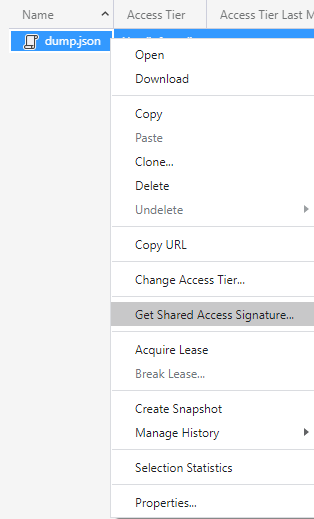 Name Access Tier Access Tier Last M
dump.json
Open
Download
Copy
Paste
Clone...
Delete
Undelete
Copy URL
Change Access Tier...
Get Shared Access Signature...
Acquire Lease
Break Lease...
Create Snapshot
Manage History
Selection Statistics
Properties...